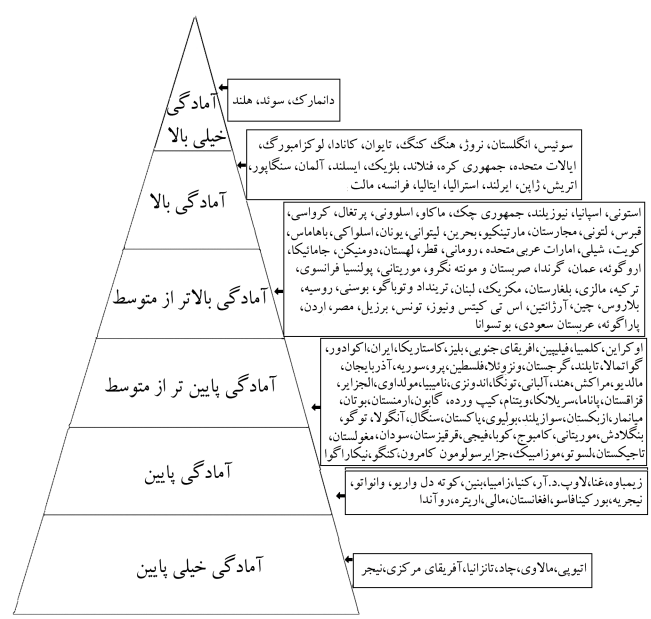 آمادگی
خیلی بالا
دانمارک، سوئد، هلند
آمادگی بالا
سوئیس، انگلستان، نروژ، هنگ کنگ، تایوان، کانادا، لوکزامبورگ،
ایالات متحده، جمهوری کره، فنلاند، بلژیک، ایسلند، آلمان، سنگاپور،
اتریش، ژاپن، ایرلند، استرالیا، ایتالیا، فرانسه، مالت
آمادگی بالاتر از متوسط
استونی، اسپانیا، نیوزیلند، جمهوری چک، ماکاو، اسلوونی، پرتغال، کرواسی،
قبرس، لتونی، مجارستان، مارتینکیو، بحرین، لیتوانی، یونان، اسلواکی، باهاماس،
کویت، شیلی، امارات عربی متحده، رومانی، قطر، لهستان، دومنیکن، جامائیکا،
اروگوئه، عمان، گرندا، صربستان و مونته نگرو، موریتانی، پولنسیا فرانسوی،
ترکیه، مالزی، بلغارستان، مکزیک، لبنان، ترینداد و توباگو، بوسنی، روسیه،
بلاروس، چین، آرژانتین، اس تی کیتس ونیوز، تونس، برزیل، مصر، اردن،
پاراگوئه، عربستان سعودی، بوتسوانا
آمادگی پایین تر از متوسط
اوکراین، کلمبیا، فیلیپین، افریقای جنوبی، بلیز، کاستاریکا، ایران، اکوادور،
گواتمالا، تایلند، گرجستان، ونزوئلا، فلسطین، پرو، سوریه، آذربایجان،
مالدیو، مراکش، هند، آلبانی، تونگا، اندونزی، نامیبیا، مولداوی، الجزایر،
قزاقستان، پاناما، سریلانکا، ویتنام، کیپ ورده، گابون، ارمنستان، بوتان،
میانمار، ازبکستان، سوازیلند، بولیوی، پاکستان، سنگال، آنگولا، توگو،
بنگلادش، موریتانی، کامبوج، کوبا، فیجی، قرقیزستان، سودان، مغولستان،
تاجیکستان، لسوتو، موزامبیک، جزایر سولومون کامرون، کنگو، نیکاراگوا
آمادگی پایین
زیمباوه، غنا، لاوپ.د.آر، کنیا، زامبیا، بنین، کوته دل واریو، وانواتو،
نیجریه، بورکینافاسو، افغانستان، مالی، اریتره، روآندا
آمادگی خیلی پایین
اتیوپی، مالاوی، چاد، تانزانیا، آفریقای مرکزی، نیجر